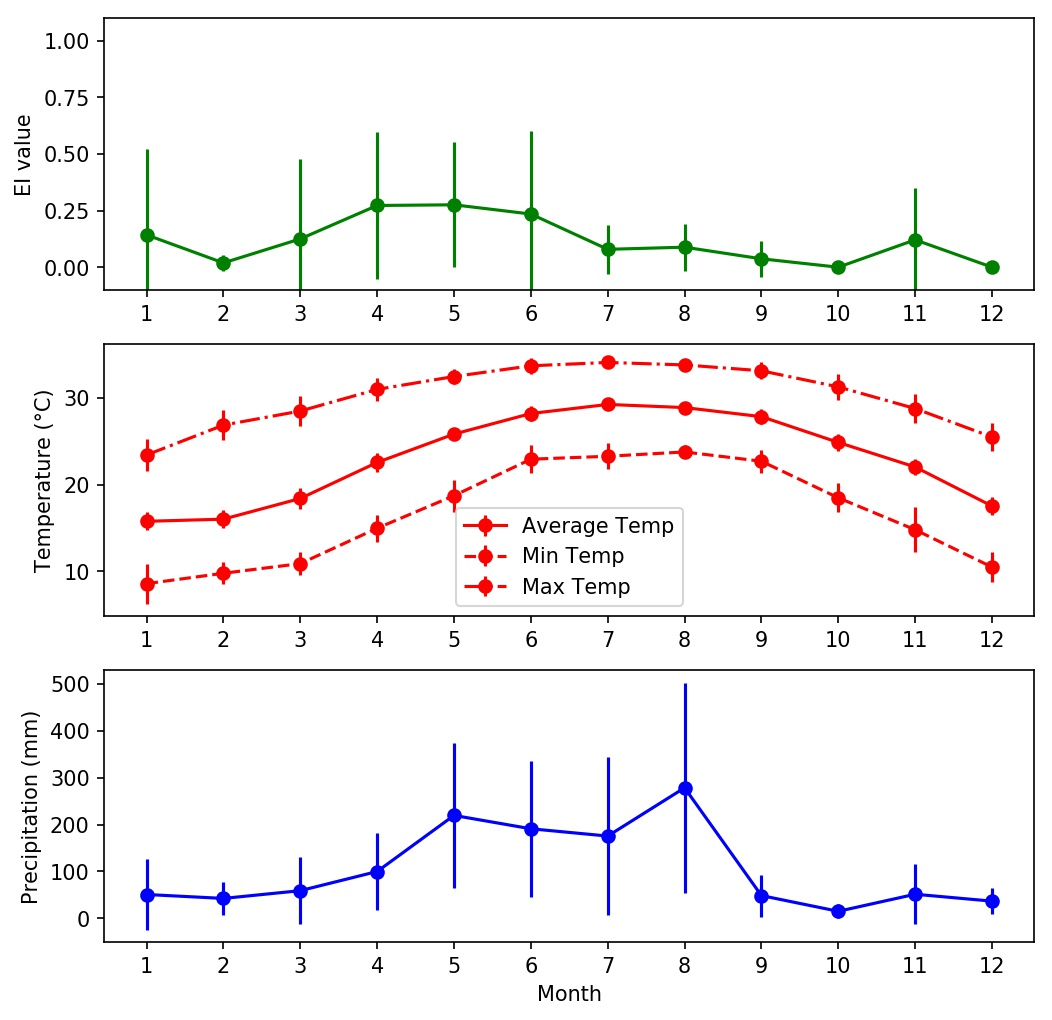 EI value
1.00
0.75
0.50
0.25
0.00
1 2 3 4 5 6 7 8 9 10 11 12
Temperature (°C)
30
20
10
Average Temp
Min Temp
Max Temp
1 2 3 4 5 6 7 8 9 10 11 12
Precipitation (mm)
500
400
300
200
100
0
1 2 3 4 5 6 7 8 9 10 11 12
Month